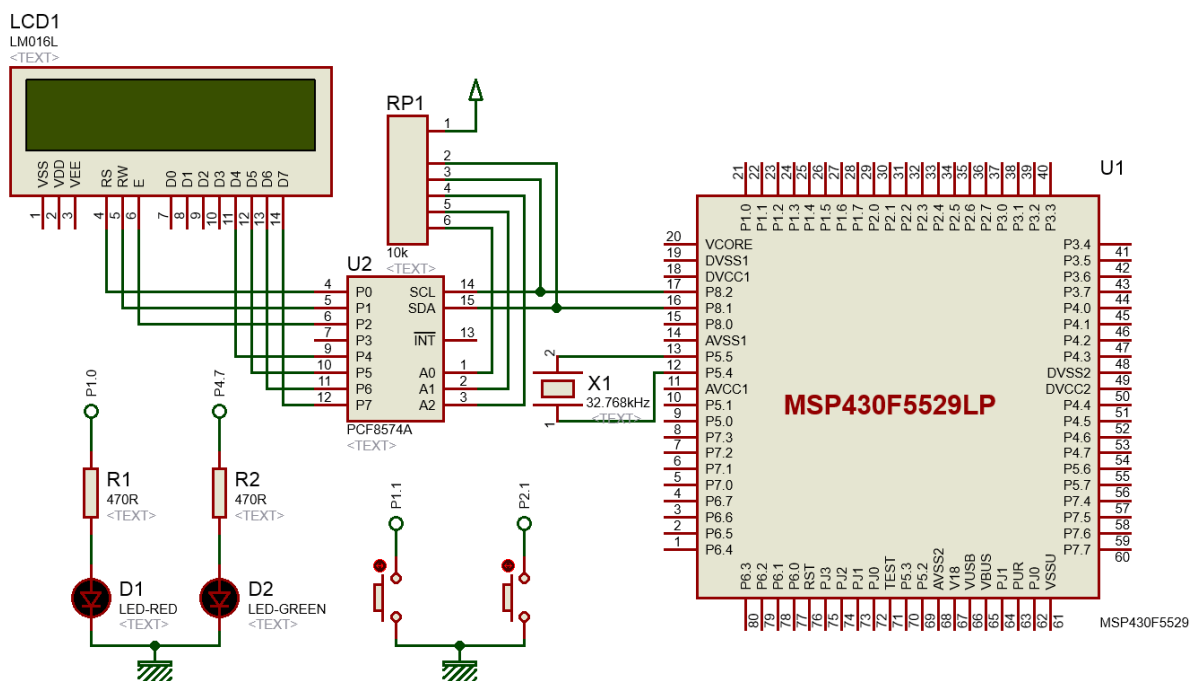 LCD1
LM016L
<TEXT>
VSS VDD VEE RS RW E D0 D1 D2 D3 D4 D5 D6 D7
1 2 3 4 5 6 7 8 9 10 11 12 13 14
RP1
1
2
3
4
5
6
10k
<TEXT>
U2
4 P0 SCL 14
5 P1 SDA 15
6 P2
7 P3 INT 13
9 P4
10 P5 A0 1
11 P6 A1 2
12 P7 A2 3
PCF8574A
<TEXT>
2
X1
32.768kHz
<TEXT>
1
U1
21 22 23 24 25 26 27 28 29 30 31 32 33 34 35 36 37 38 39 40
P1.0 P1.1 P1.2 P1.3 P1.4 P1.5 P1.6 P1.7 P2.0 P2.1 P2.2 P2.3 P2.4 P2.5 P2.6 P2.7 P3.0 P3.1 P3.2 P3.3
20 VCORE P3.4 41
19 DVSS1 P3.5 42
18 DVCC1 P3.6 43
17 P8.2 P3.7 44
16 P8.1 P4.0 45
15 P8.0 P4.1 46
14 AVSS1 P4.2 47
13 P5.5 P4.3 48
12 P5.4 DVSS2 49
11 AVCC1 DVCC2 50
10 P5.1 P4.4 51
9 P5.0 P4.5 52
8 P7.3 P4.6 53
7 P7.2 P4.7 54
6 P7.1 P5.6 55
5 P7.0 P5.7 56
4 P6.7 P7.4 57
3 P6.6 P7.5 58
2 P6.5 P7.6 59
1 P6.4 P7.7 60
MSP430F5529LP
P6.3 P6.2 P6.1 P6.0 RST PJ3 PJ2 PJ1 PJ0 TEST P5.3 P5.2 AVSS2 V18 VUSB VBUS PJ1 PUR PJ0 VSSU
80 79 78 77 76 75 74 73 72 71 70 69 68 67 66 65 64 63 62 61
MSP430F5529
P1.0
R1
470R
<TEXT>
D1
LED-RED
<TEXT>
P4.7
R2
470R
<TEXT>
D2
LED-GREEN
<TEXT>
P1.1
P2.1